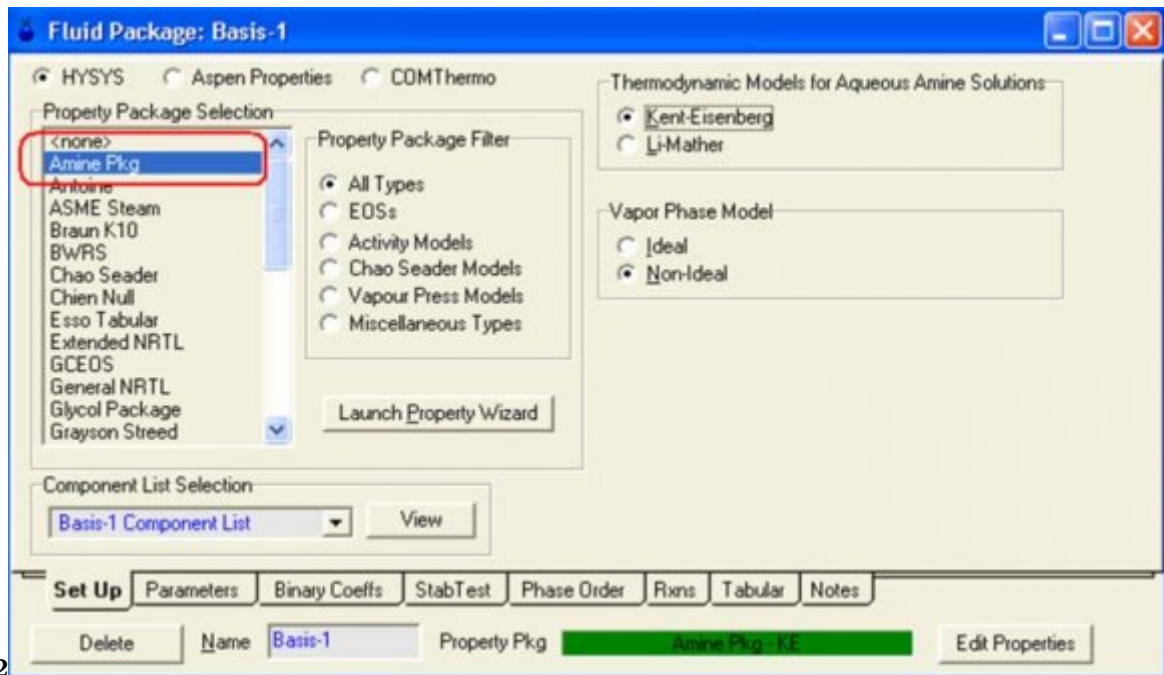 Fluid Package: Basis-1
HYSYS Aspen Properties COMThermo
Property Package Selection
<none>
Amine Pkg
Antoine
ASME Steam
Braun K10
BWRS
Chao Seader
Chien Null
Esso Tabular
Extended NRTL
GCEOS
General NRTL
Glycol Package
Grayson Streed
Property Package Filter
All Types
EOSs
Activity Models
Chao Seader Models
Vapour Press Models
Miscellaneous Types
Launch Property Wizard
Thermodynamic Models for Aqueous Amine Solutions
Kent-Eisenberg
Li-Mather
Vapor Phase Model
Ideal
Non-Ideal
Component List Selection
Basis-1 Component List View
Set Up Parameters Binary Coeffs StabTest Phase Order Rxns Tabular Notes
Delete Name Basis-1 Property Pkg Amine Pkg - KE Edit Properties
2